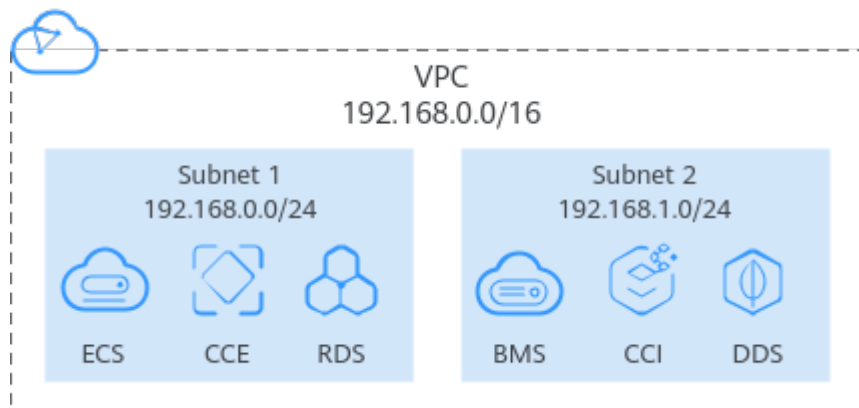 VPC
192.168.0.0/16
Subnet 1
192.168.0.0/24
ECS CCE RDS
Subnet 2
192.168.1.0/24
BMS CCI DDS